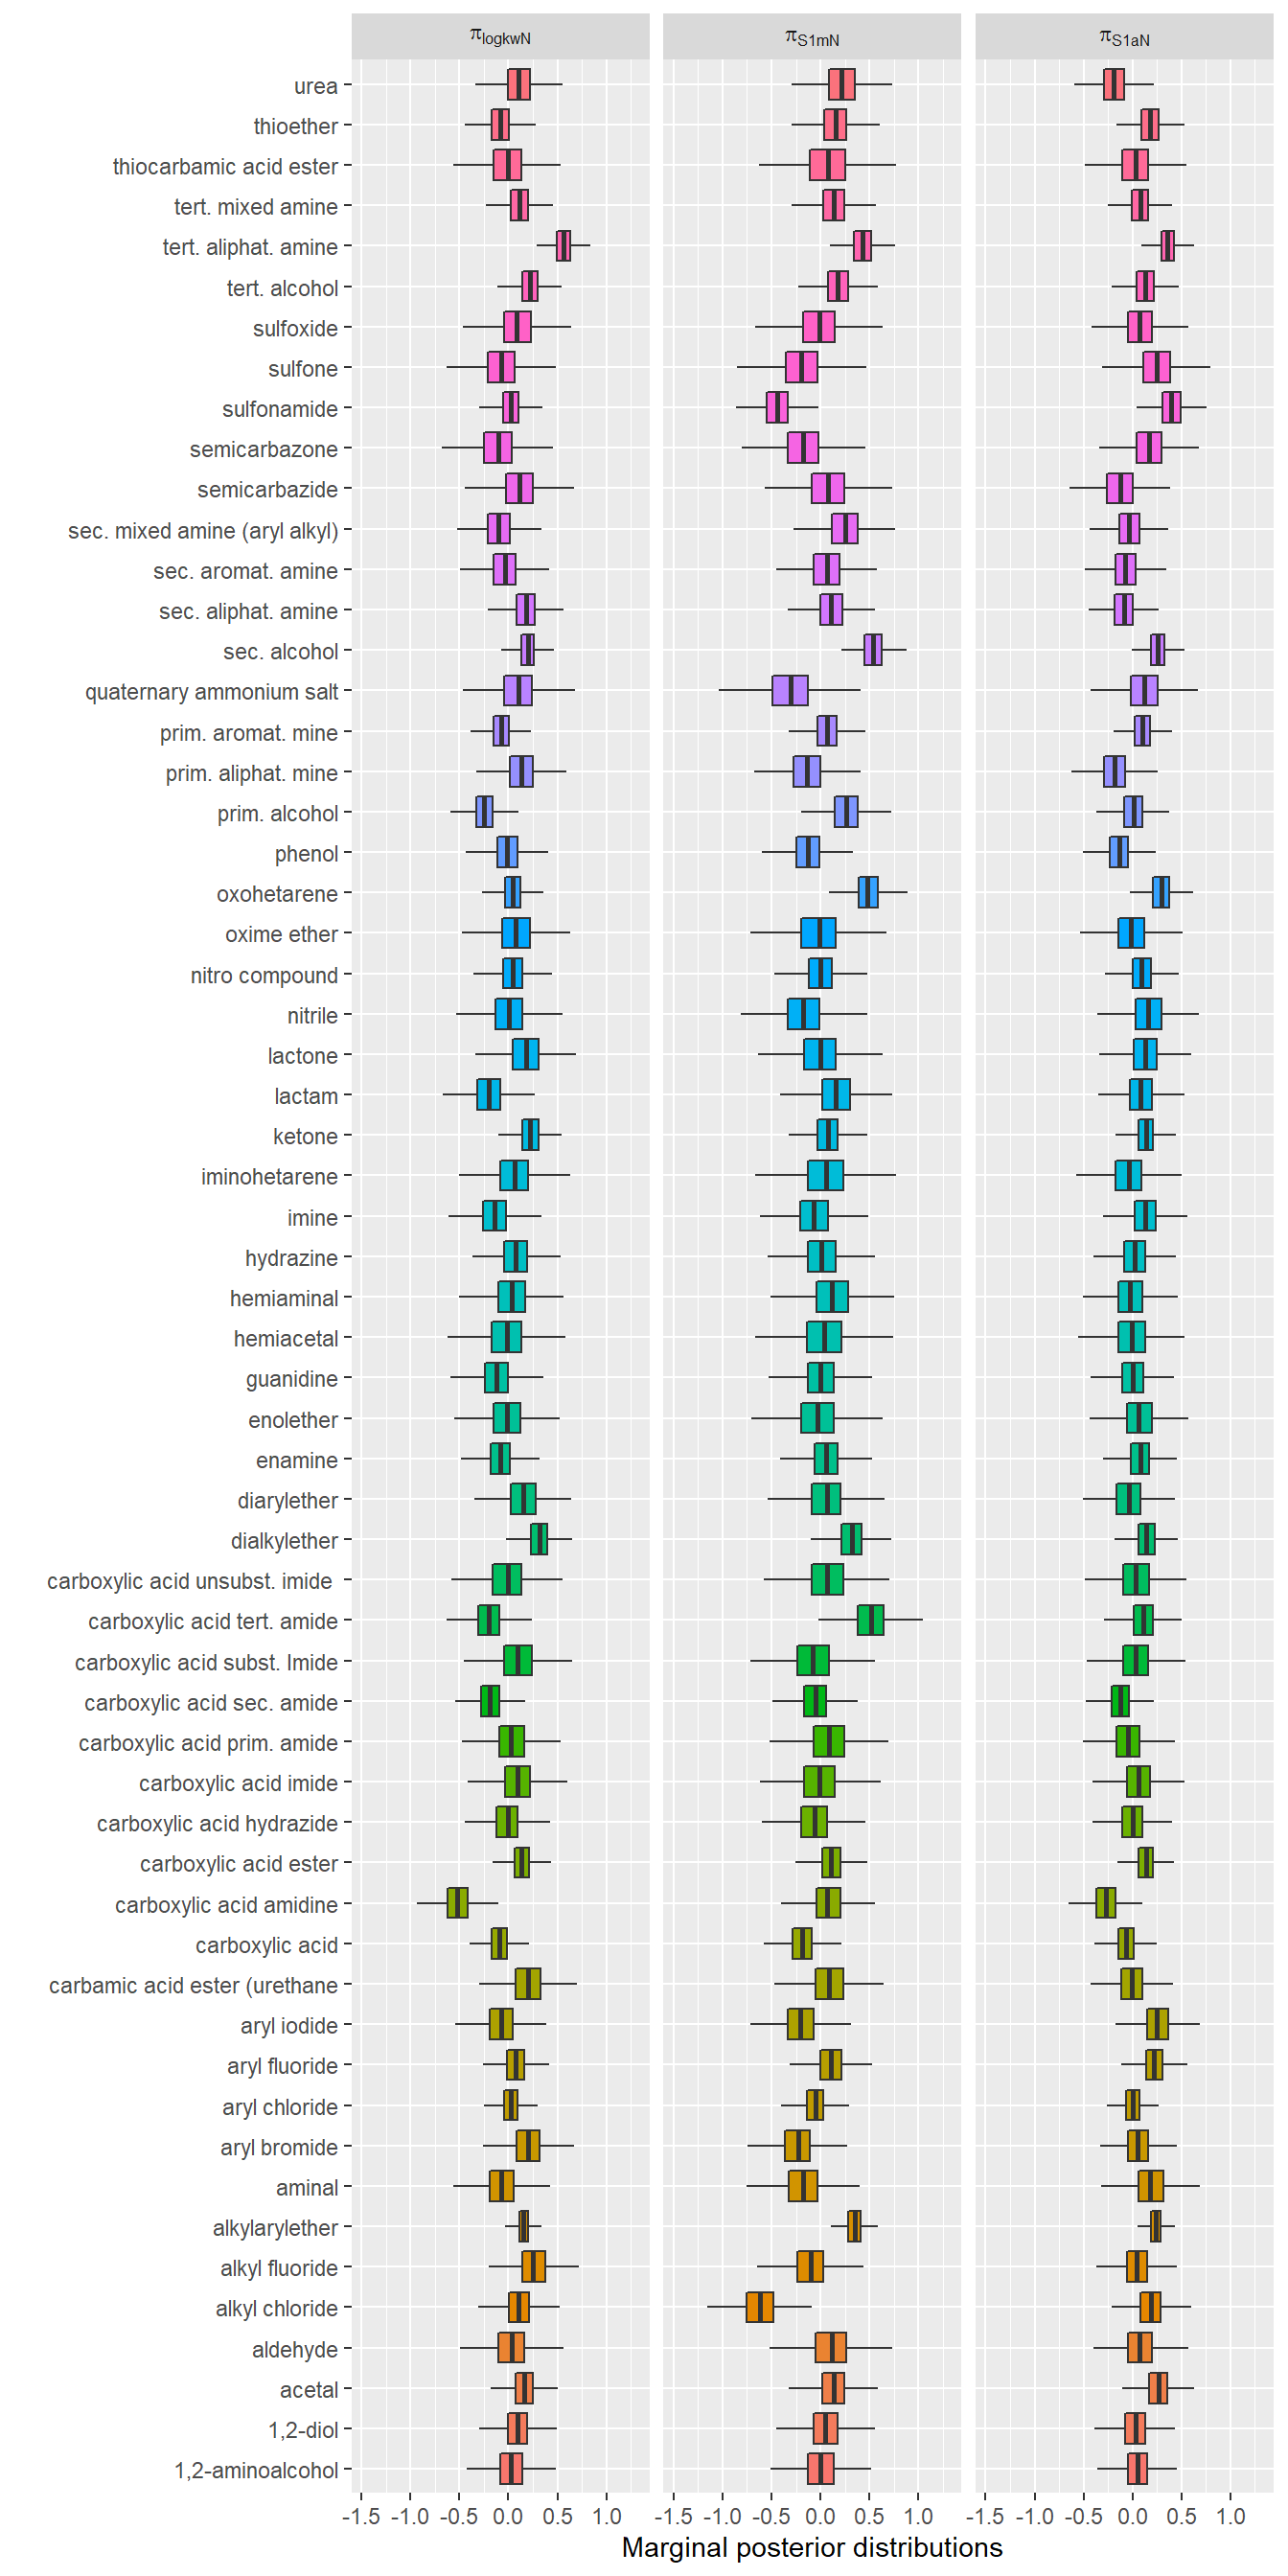 πlogkwN πS1mN πS1aN
urea
thioether
thiocarbamic acid ester
tert. mixed amine
tert. aliphat. amine
tert. alcohol
sulfoxide
sulfone
sulfonamide
semicarbazone
semicarbazide
sec. mixed amine (aryl alkyl)
sec. aromat. amine
sec. aliphat. amine
sec. alcohol
quaternary ammonium salt
prim. aromat. mine
prim. aliphat. mine
prim. alcohol
phenol
oxohetarene
oxime ether
nitro compound
nitrile
lactone
lactam
ketone
iminohetarene
imine
hydrazine
hemiaminal
hemiacetal
guanidine
enolether
enamine
diarylether
dialkylether
carboxylic acid unsubst. imide
carboxylic acid tert. amide
carboxylic acid subst. Imide
carboxylic acid sec. amide
carboxylic acid prim. amide
carboxylic acid imide
carboxylic acid hydrazide
carboxylic acid ester
carboxylic acid amidine
carboxylic acid
carbamic acid ester (urethane
aryl iodide
aryl fluoride
aryl chloride
aryl bromide
aminal
alkylarylether
alkyl fluoride
alkyl chloride
aldehyde
acetal
1,2-diol
1,2-aminoalcohol
-1.5 -1.0 -0.5 0.0 0.5 1.0 -1.5 -1.0 -0.5 0.0 0.5 1.0 -1.5 -1.0 -0.5 0.0 0.5 1.0
Marginal posterior distributions